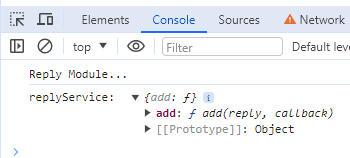 Elements Console Sources Network
top Filter Default leve
Reply Module...
replyService: {add: ƒ} i
add: ƒ add(reply, callback)
[[Prototype]]: Object